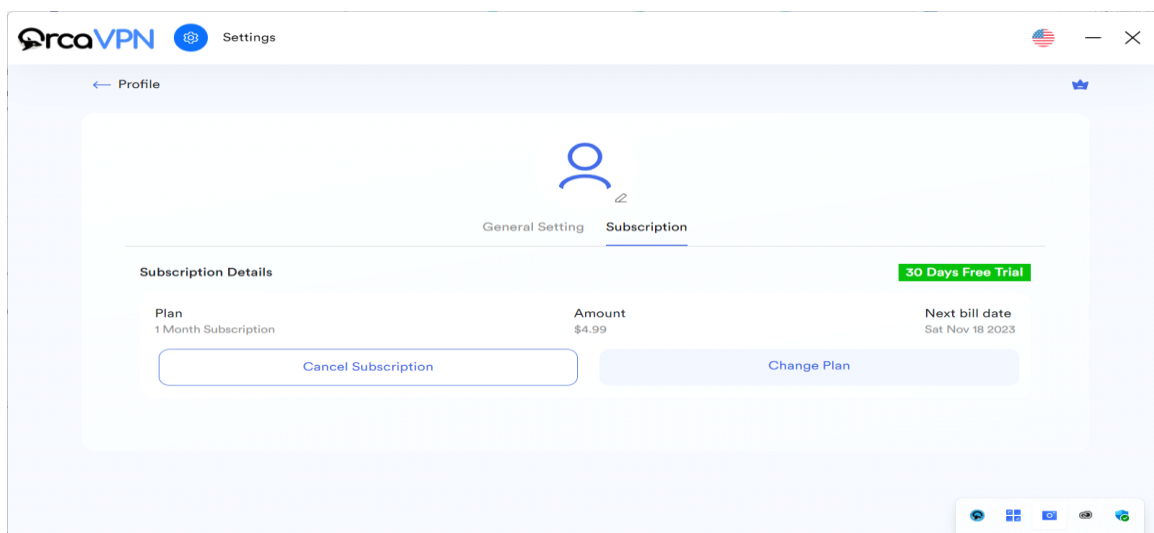 OrcaVPN Settings
Profile
General Setting Subscription
Subscription Details 30 Days Free Trial
Plan Amount Next bill date
1 Month Subscription $4.99 Sat Nov 18 2023
Cancel Subscription Change Plan